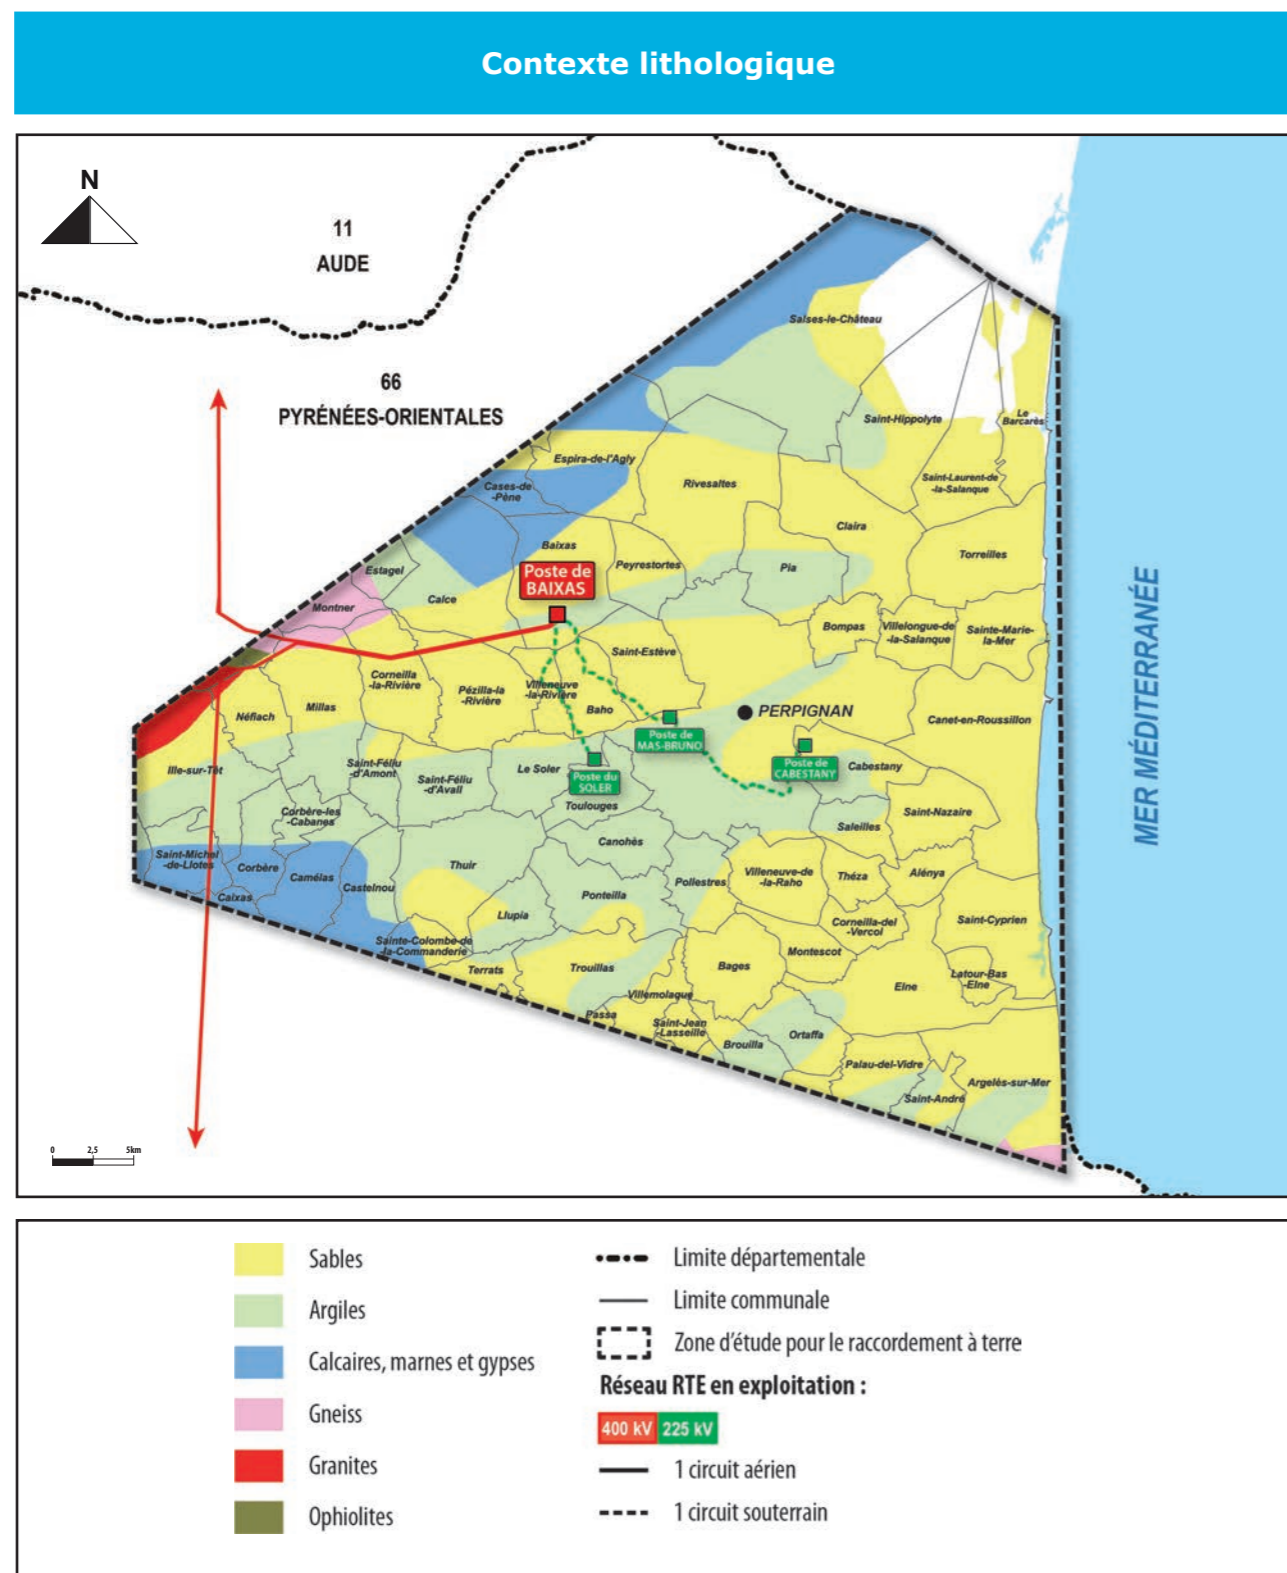 Contexte lithologique
N
11
AUDE
66
PYRÉNÉES-ORIENTALES
Salses-le-Château
Saint-Hippolyte
Le
Barcarès
Espira-de-l'Agly
Cases-de
-Pène
Rivesaltes
Saint-Laurent-de
-la-Salanque
Claira
Torreilles
Baixas
Peyrestortes
Pia
Estagel
Poste de
BAIXAS
Calce
Montner
Bompas
Villelongue-de
-la-Salanque
Sainte-Marie-
la-Mer
Saint-Estève
Corneilla
-la-Rivière
Pézilla-la
-Rivière
Villeneuve
-la-Rivière
Baho
Millas
Néfiach
PERPIGNAN
Canet-en-Roussillon
Poste de
MAS-BRUNO
Ille-sur-Têt
Saint-Féliu
-d'Amont
Saint-Féliu
-d'Avall
Le Soler
Poste du
SOLER
Poste de
CABESTANY
Cabestany
Toulouges
Corbère-les
-Cabanes
Saint-Nazaire
Saleilles
Canohès
Saint-Michel
-de-Llotes
Corbère
Camélas
Castelnou
Thuir
Caixas
Ponteilla
Pollestres
Villeneuve-de
-la-Raho
Théza
Alénya
Llupia
Corneilla-del
-Vercol
Saint-Cyprien
Sainte-Colombe-de
-la-Commanderie
Terrats
Trouillas
Bages
Montescot
Latour-Bas
-Elne
Elne
Villemolaque
Passa
Saint-Jean
-Lasseille
Brouilla
Ortaffa
Palau-del-Vidre
Saint-André
Argelès-sur-Mer
MER MÉDITERRANÉE
0 2,5 5km
Sables
Argiles
Calcaires, marnes et gypses
Gneiss
Granites
Ophiolites
Limite départementale
Limite communale
Zone d'étude pour le raccordement à terre
Réseau RTE en exploitation :
400 kV 225 kV
1 circuit aérien
1 circuit souterrain